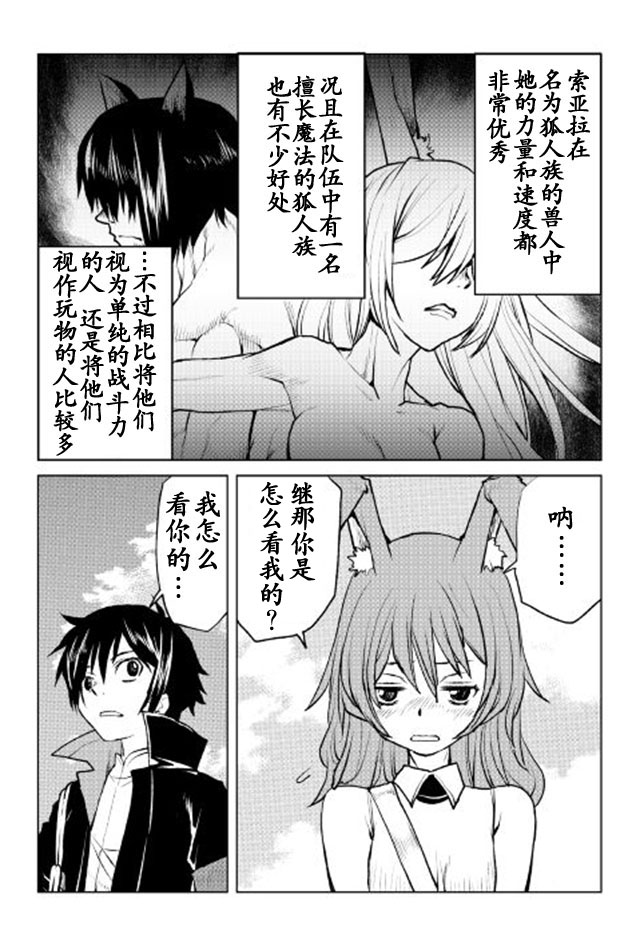 索亚拉在
名为狐人族的兽人中
她的力量和速度都
非常优秀
况且在队伍中有一名
擅长魔法的狐人族
也有不少好处
…不过相比将他们
视为单纯的战斗力
的人 还是将他们
视作玩物的人比较多
呐……
继那你是
怎么看我的？
我怎么
看你的…